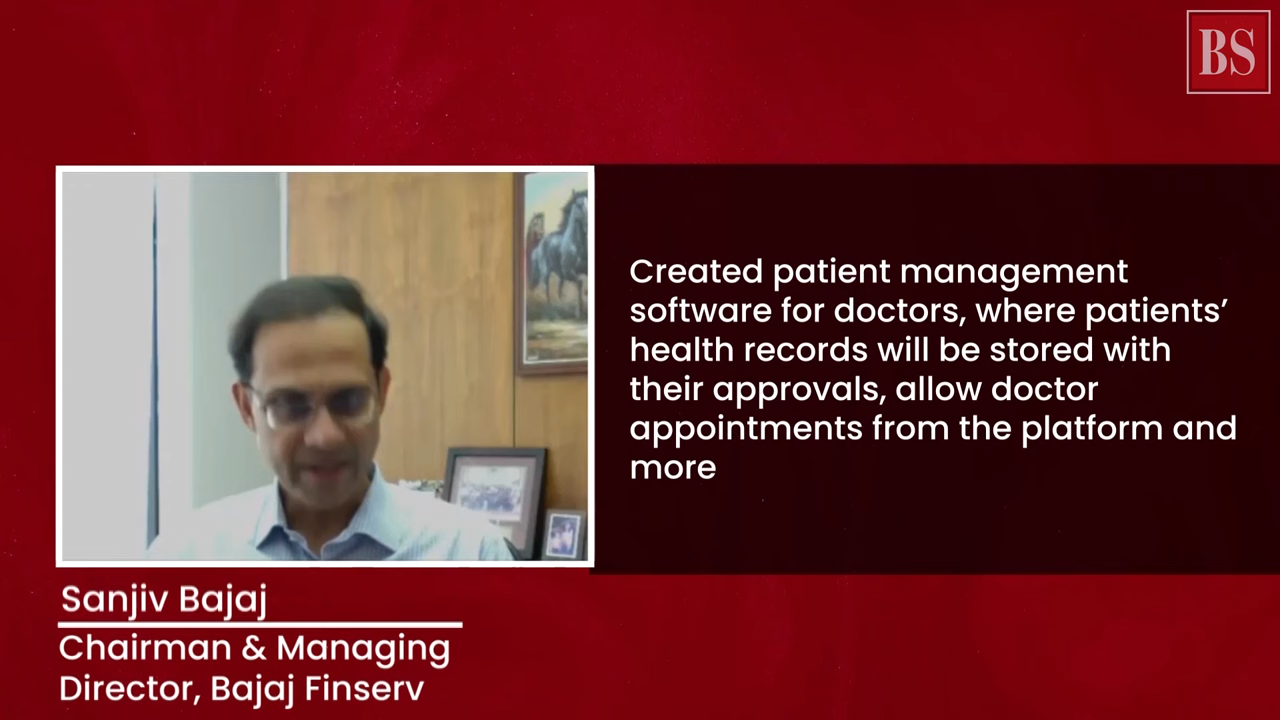 BS
Created patient management
software for doctors, where patients’
health records will be stored with
their approvals, allow doctor
appointments from the platform and
more
Sanjiv Bajaj
Chairman & Managing
Director, Bajaj Finserv